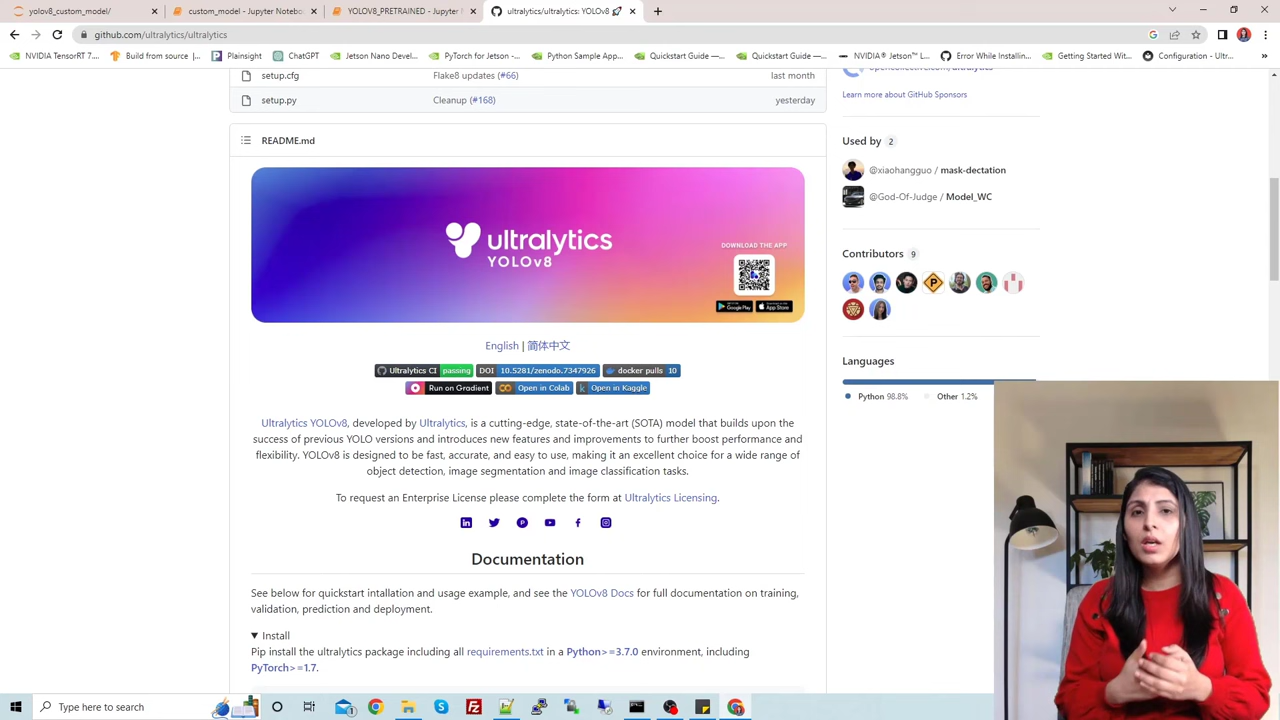 yolov8_custom_model/
custom_model - Jupyter Notebo
YOLOV8_PRETRAINED - Jupyter
ultralytics/ultralytics: YOLOv8
github.com/ultralytics/ultralytics
NVIDIA TensorRT 7....
Build from source |...
Plainsight
ChatGPT
Jetson Nano Devel...
PyTorch for Jetson -...
Python Sample App...
Quickstart Guide —...
Quickstart Guide —...
NVIDIA® Jetson™ L...
Error While Installin...
Getting Started Wit...
Configuration - Ultr...
setup.cfg
Flake8 updates (#66)
last month
setup.py
Cleanup (#168)
yesterday
README.md
ultralytics
YOLOv8
DOWNLOAD THE APP
Google Play
App Store
English | 简体中文
Ultralytics CI passing
DOI 10.5281/zenodo.7347926
docker pulls 10
Run on Gradient
Open in Colab
Open in Kaggle
Ultralytics YOLOv8, developed by Ultralytics, is a cutting-edge, state-of-the-art (SOTA) model that builds upon the
success of previous YOLO versions and introduces new features and improvements to further boost performance and
flexibility. YOLOv8 is designed to be fast, accurate, and easy to use, making it an excellent choice for a wide range of
object detection, image segmentation and image classification tasks.
To request an Enterprise License please complete the form at Ultralytics Licensing.
Documentation
See below for quickstart intallation and usage example, and see the YOLOv8 Docs for full documentation on training,
validation, prediction and deployment.
Install
Pip install the ultralytics package including all requirements.txt in a Python>=3.7.0 environment, including
PyTorch>=1.7.
opencollective.com/ultralytics
Learn more about GitHub Sponsors
Used by 2
@xiaohangguo / mask-dectation
@God-Of-Judge / Model_WC
Contributors 9
Languages
Python 98.8%
Other 1.2%
Type here to search